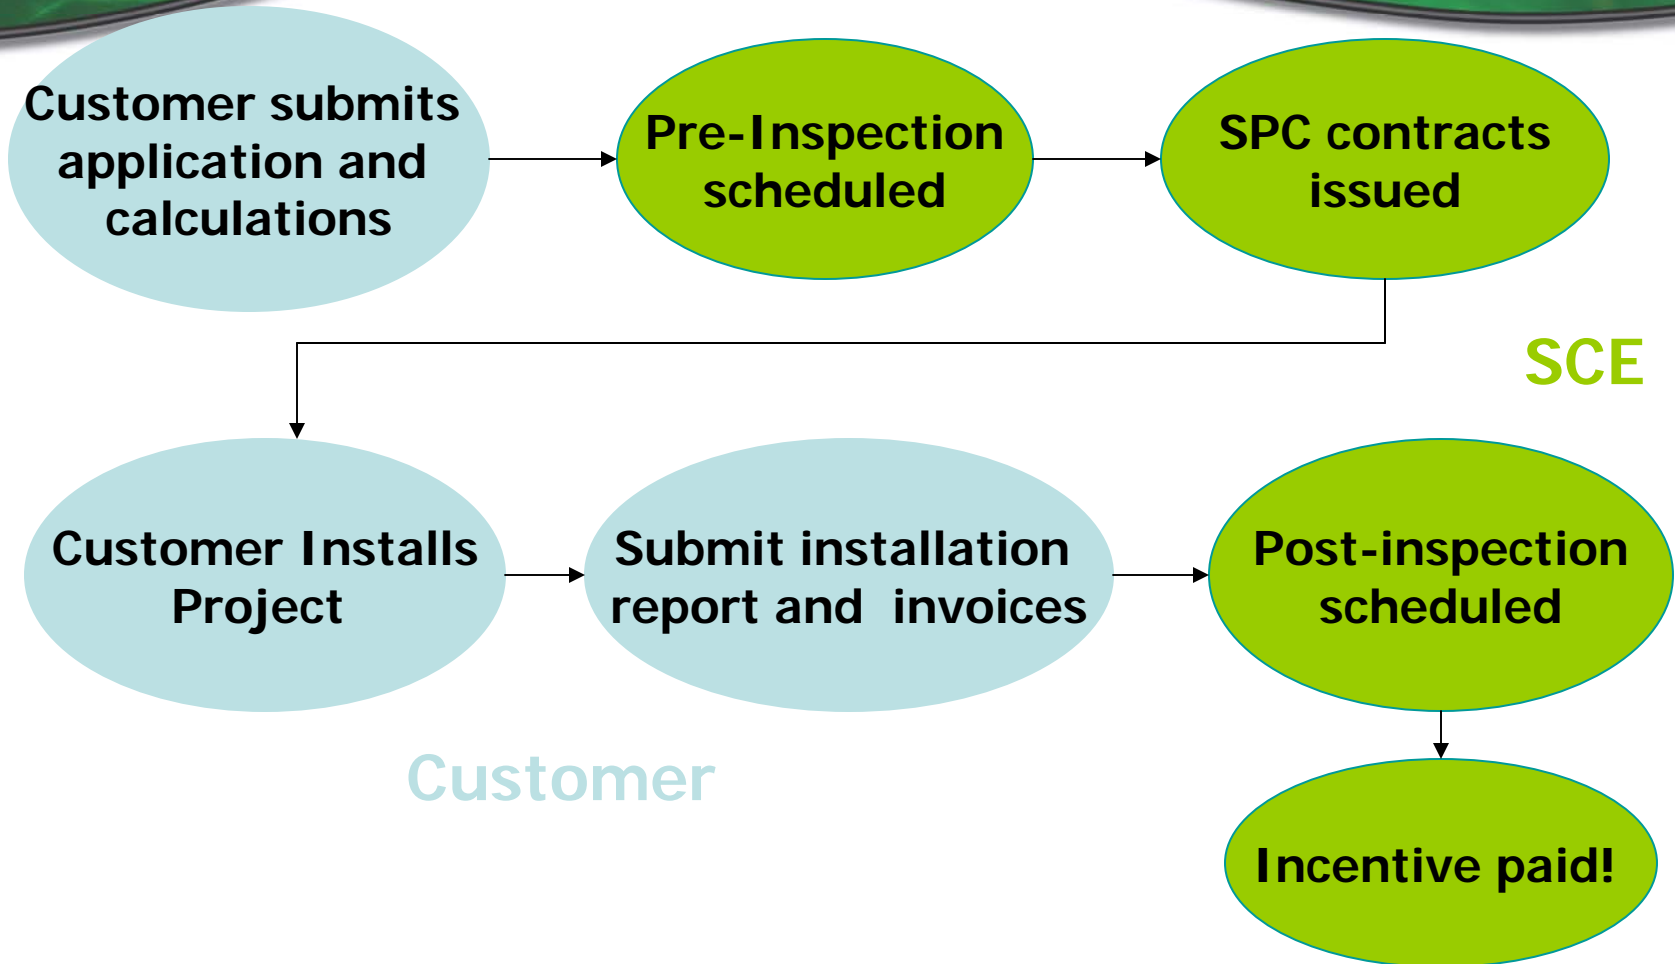 Customer submits
application and
calculations
Pre-Inspection
scheduled
SPC contracts
issued
SCE
Customer Installs
Project
Submit installation
report and invoices
Post-inspection
scheduled
Customer
Incentive paid!